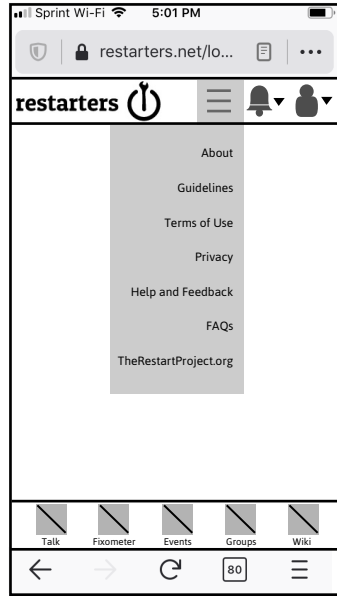 Sprint Wi-Fi 5:01 PM
restarters.net/lo...
restarters
About
Guidelines
Terms of Use
Privacy
Help and Feedback
FAQs
TheRestartProject.org
Talk Fixometer Events Groups Wiki
80